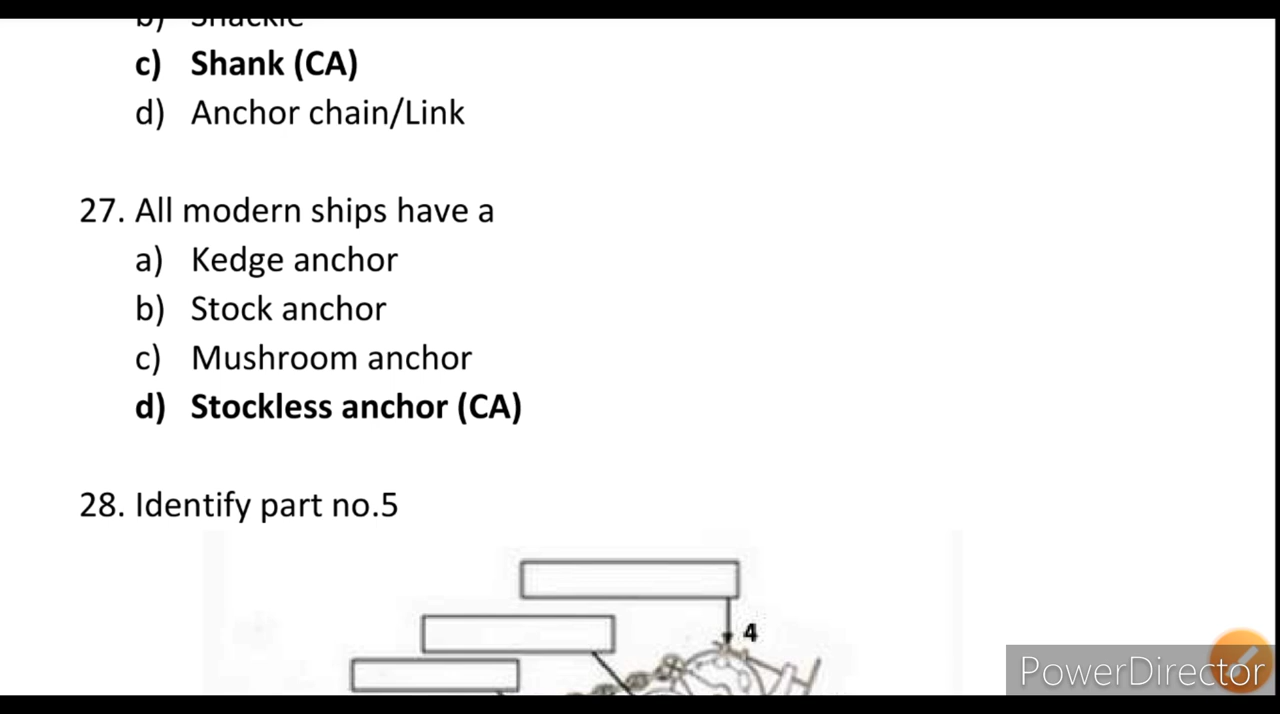 b) Shackle
c) Shank (CA)
d) Anchor chain/Link
27. All modern ships have a
a) Kedge anchor
b) Stock anchor
c) Mushroom anchor
d) Stockless anchor (CA)
28. Identify part no.5
4
PowerDirector